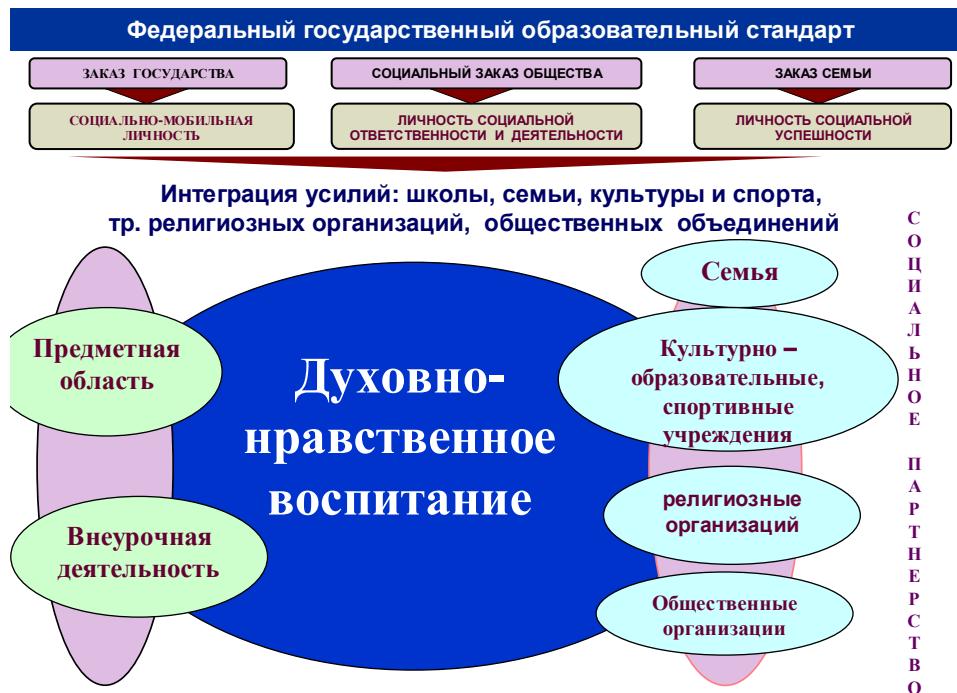 Федеральный государственный образовательный стандарт
ЗАКАЗ ГОСУДАРСТВА
СОЦИАЛЬНЫЙ ЗАКАЗ ОБЩЕСТВА
ЗАКАЗ СЕМЬИ
СОЦИАЛЬНО-МОБИЛЬНАЯ
ЛИЧНОСТЬ
ЛИЧНОСТЬ СОЦИАЛЬНОЙ
ОТВЕТСТВЕННОСТИ И ДЕЯТЕЛЬНОСТИ
ЛИЧНОСТЬ СОЦИАЛЬНОЙ
УСПЕШНОСТИ
Интеграция усилий: школы, семьи, культуры и спорта,
тр. религиозных организаций, общественных объединений
Предметная
область
Внеурочная
деятельность
Духовно-
нравственное
воспитание
Семья
Культурно –
образовательные,
спортивные
учреждения
религиозные
организаций
Общественные
организации
СОЦИАЛЬНОЕ ПАРТНЕРСТВО